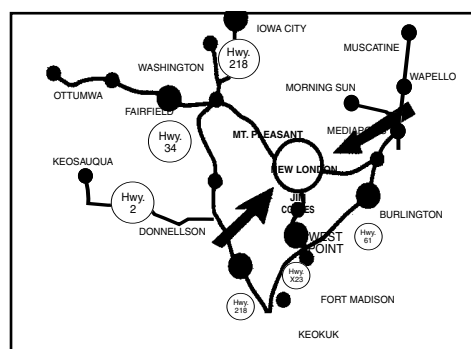 IOWA CITY
Hwy.
218
MUSCATINE
WASHINGTON
WAPELLO
OTTUMWA
MORNING SUN
FAIRFIELD
MT. PLEASANT
Hwy.
34
KEOSAUQUA
NEW LONDON
Hwy.
2
JIM
BURLINGTON
DONNELLSON
WEST
POINT
Hwy.
61
Hwy.
X23
Hwy.
218
FORT MADISON
KEOKUK